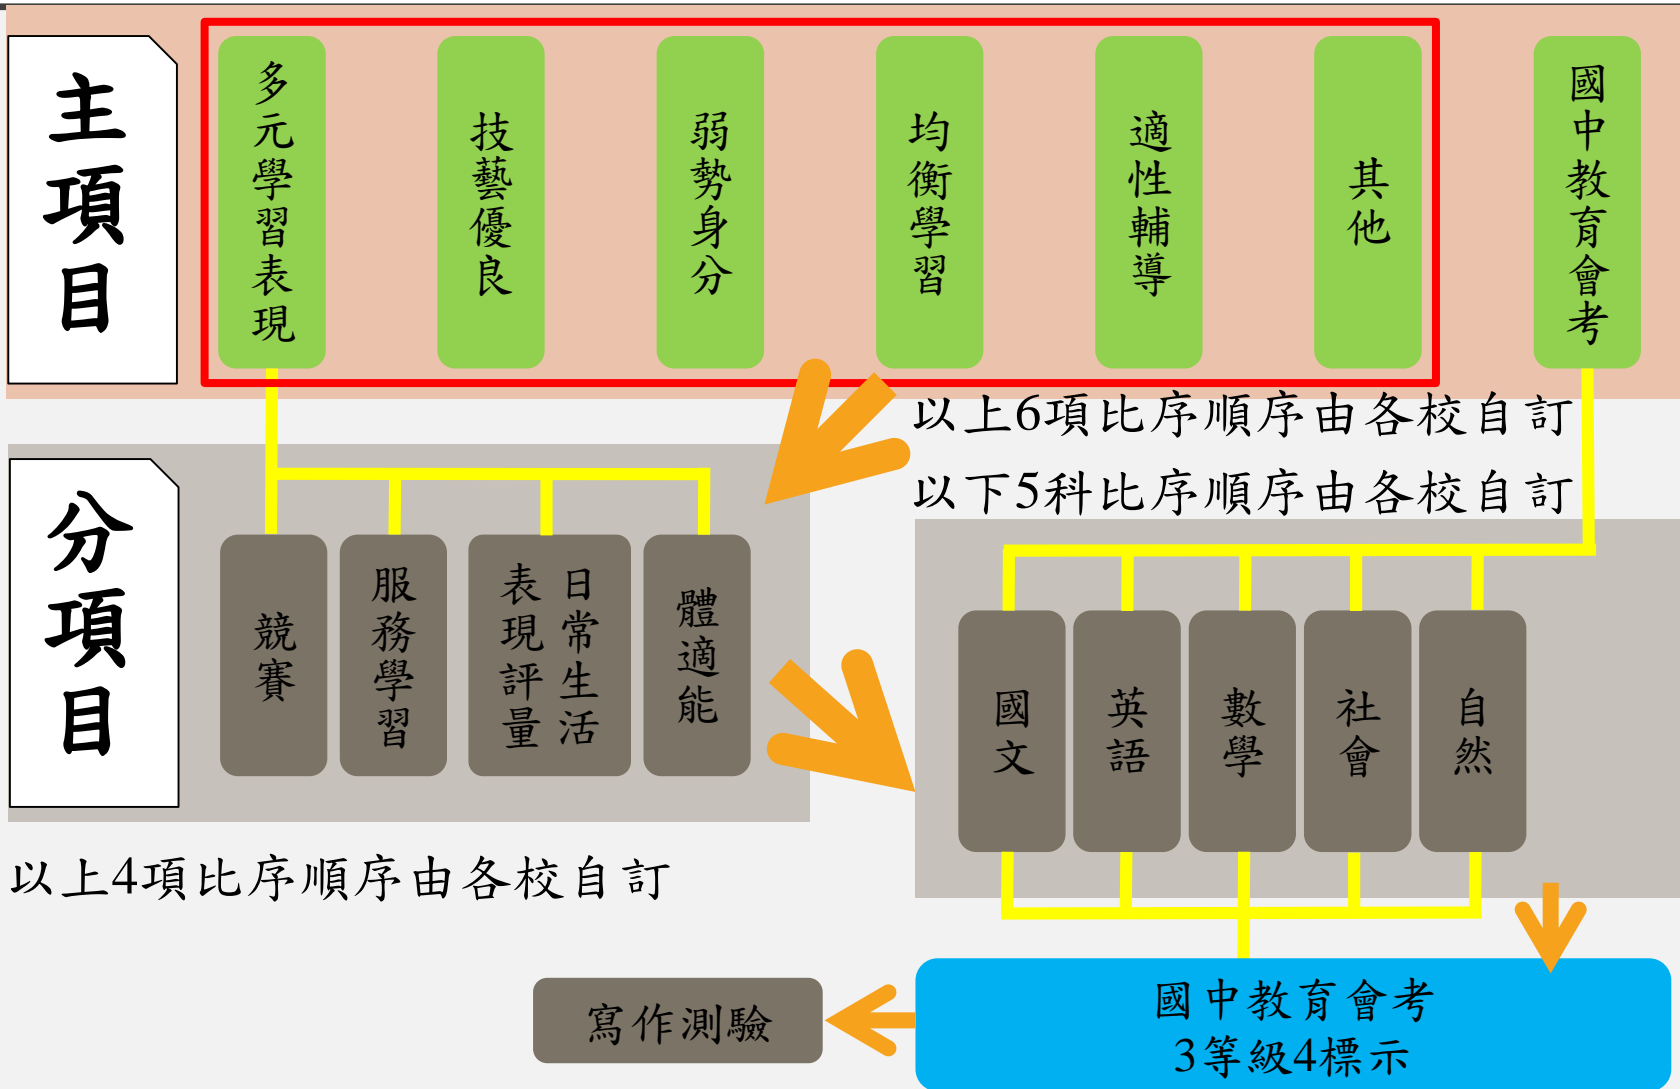 主項目
多元學習表現
技藝優良
弱勢身分
均衡學習
適性輔導
其他
國中教育會考
以上6項比序順序由各校自訂
以下5科比序順序由各校自訂
分項目
競賽
服務學習
日常生活
表現評量
體適能
國文
英語
數學
社會
自然
以上4項比序順序由各校自訂
寫作測驗
國中教育會考
3等級4標示